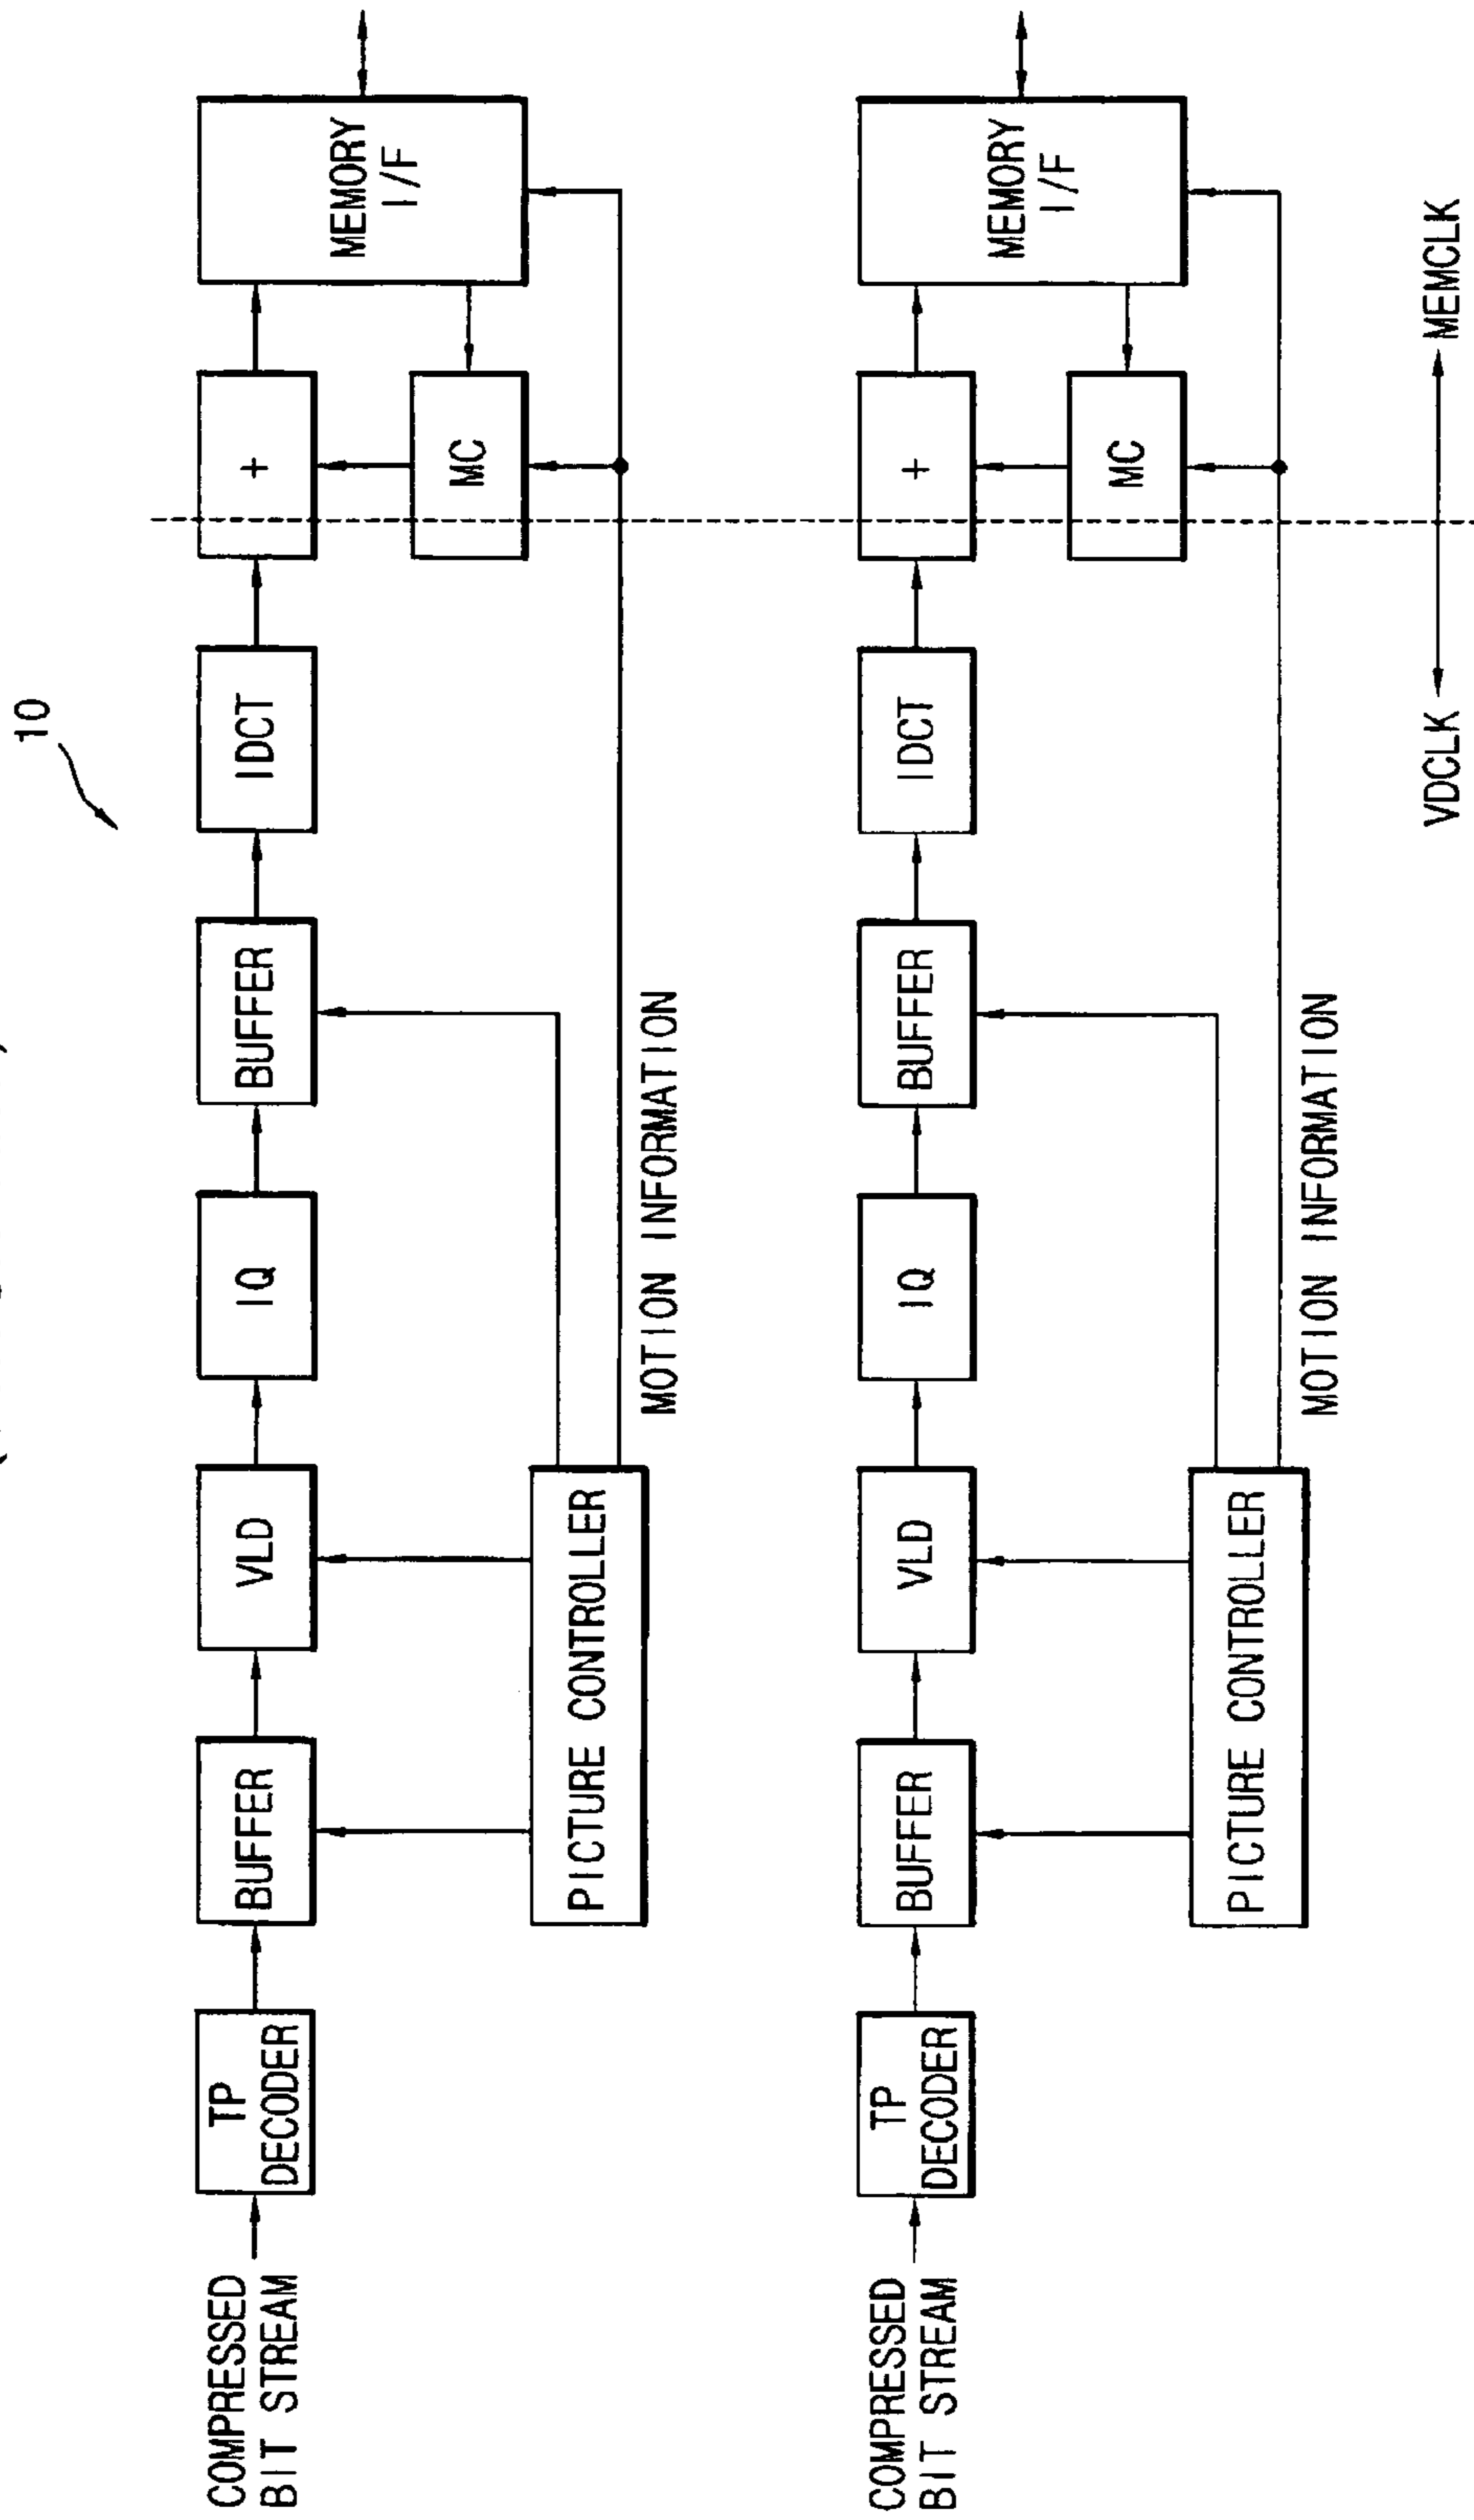 10
COMPRESSED
BIT STREAM
TP
DECODER
BUFFER
VLD
IQ
BUFFER
IDCT
+
MEMORY
I/F
MC
PICTURE CONTROLLER
MOTION INFORMATION
COMPRESSED
BIT STREAM
TP
DECODER
BUFFER
VLD
IQ
BUFFER
IDCT
+
MEMORY
I/F
MC
PICTURE CONTROLLER
MOTION INFORMATION
VDCLK
MEMCLK